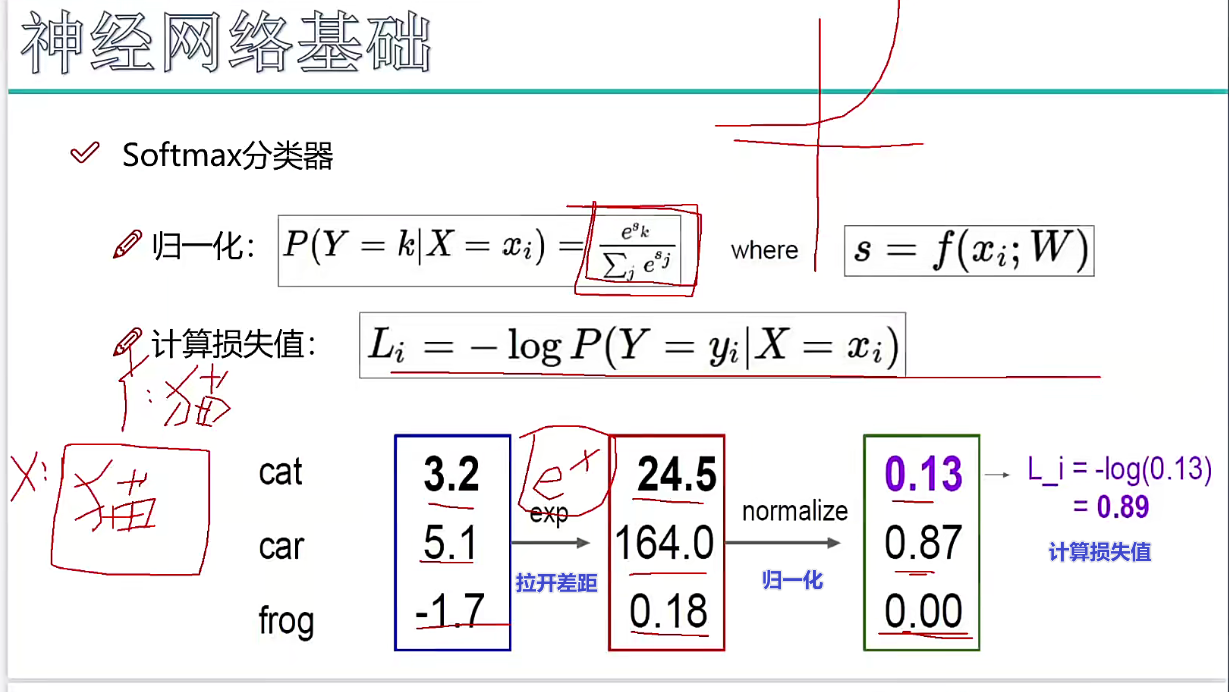 神经网络基础
Softmax分类器
归一化： P(Y = k|X = x_i) = e^{s_k} / ∑_j e^{s_j} where s = f(x_i; W)
计算损失值： L_i = − log P(Y = y_i|X = x_i)
Y：猫
X：猫
cat 3.2 e^x 24.5 0.13 L_i = -log(0.13)
= 0.89
exp normalize
car 5.1 164.0 0.87 计算损失值
拉开差距 归一化
frog -1.7 0.18 0.00